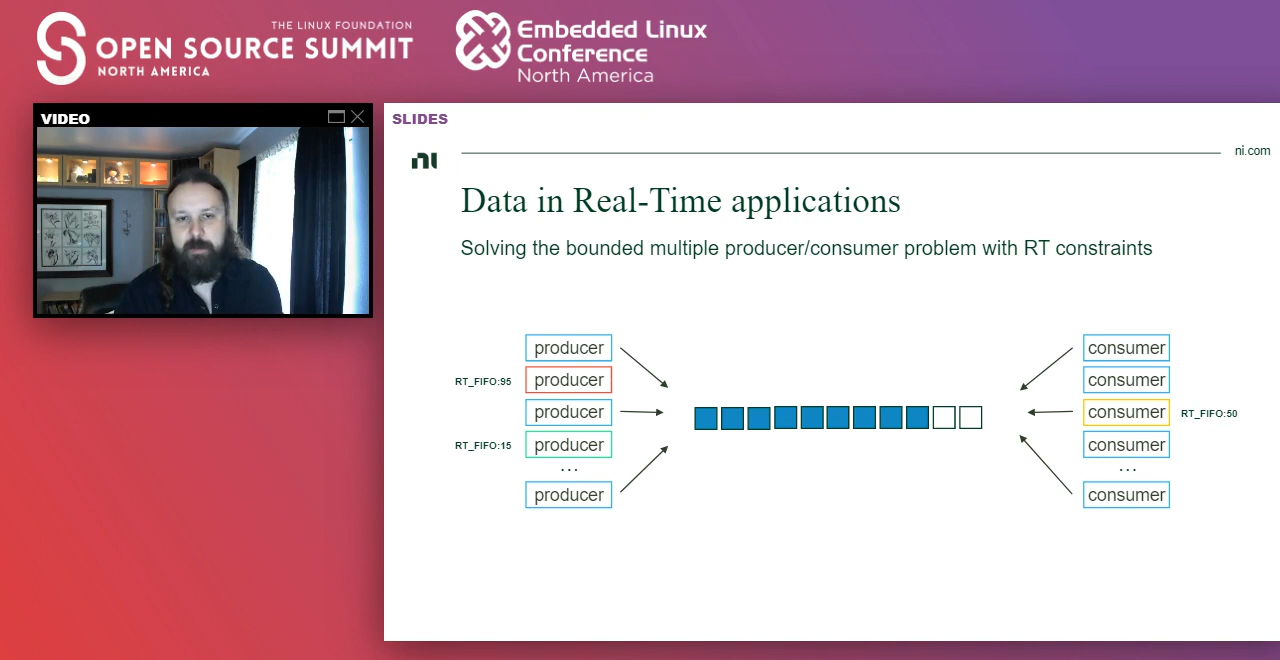 THE LINUX FOUNDATION
OPEN SOURCE SUMMIT
NORTH AMERICA
Embedded Linux
Conference
North America
VIDEO
SLIDES
ni
ni.com
Data in Real-Time applications
Solving the bounded multiple producer/consumer problem with RT constraints
producer
RT_FIFO:95 producer
producer
RT_FIFO:15 producer
...
producer
consumer
consumer
consumer RT_FIFO:50
consumer
...
consumer